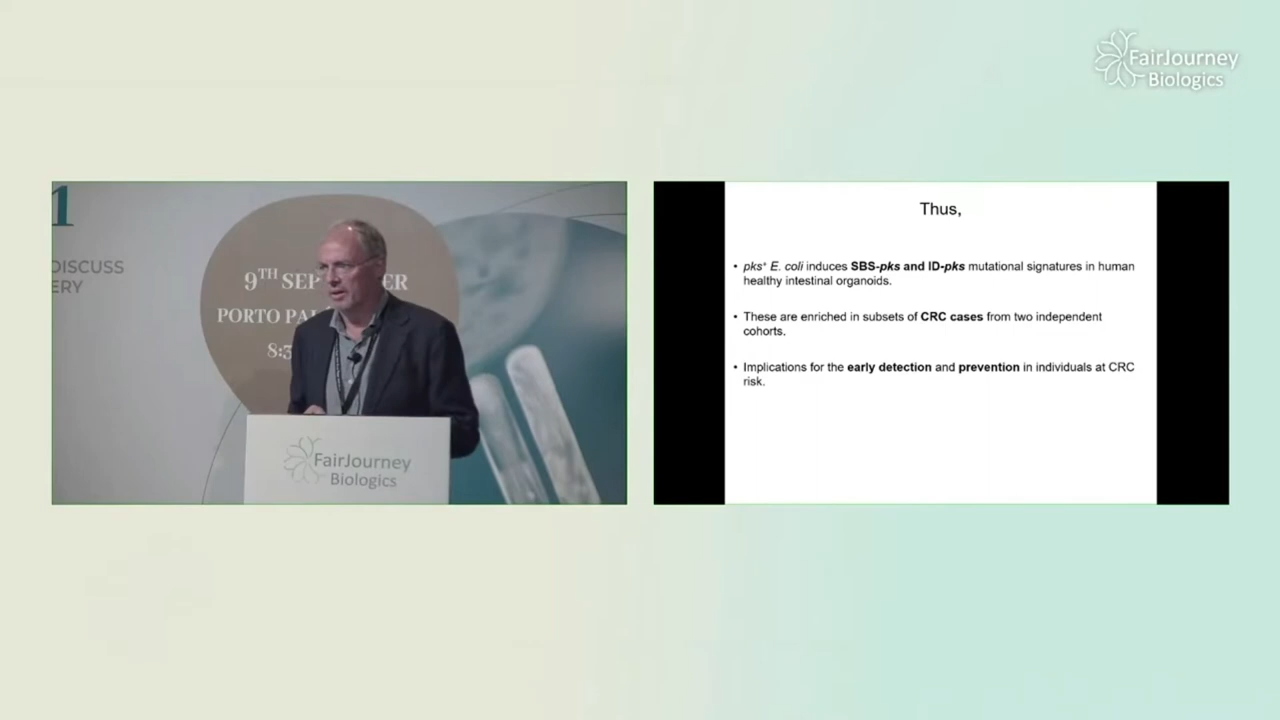 FairJourney
Biologics
1
DISCUSS
ERY
9TH SEP ER
PORTO PA
8:3
FairJourney
Biologics
Thus,
• pks+ E. coli induces SBS-pks and ID-pks mutational signatures in human
healthy intestinal organoids.
• These are enriched in subsets of CRC cases from two independent
cohorts.
• Implications for the early detection and prevention in individuals at CRC
risk.